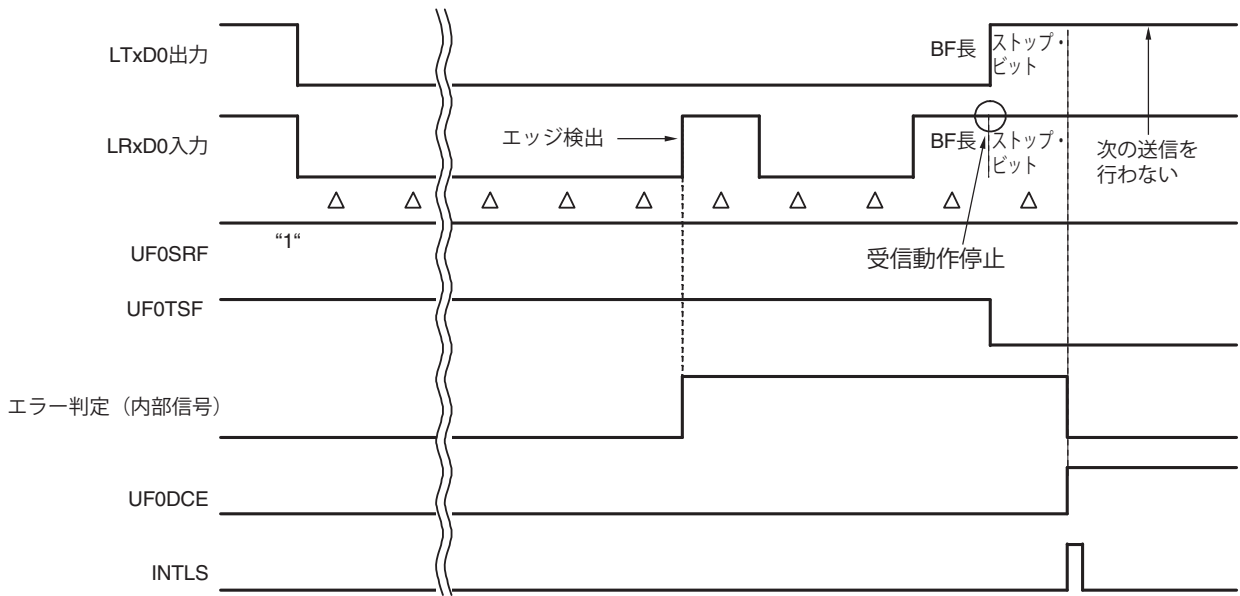 LTxD0出力
BF長
ストップ・
ビット
LRxD0入力
エッジ検出
BF長
ストップ・
ビット
次の送信を
行わない
“1“
UF0SRF
受信動作停止
UF0TSF
エラー判定（内部信号）
UF0DCE
INTLS